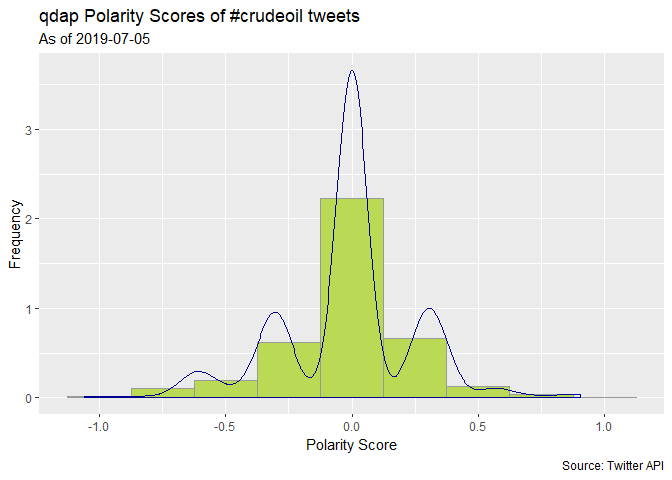 qdap Polarity Scores of #crudeoil tweets
As of 2019-07-05
Frequency
3
2
1
0
-1.0 -0.5 0.0 0.5 1.0
Polarity Score
Source: Twitter API